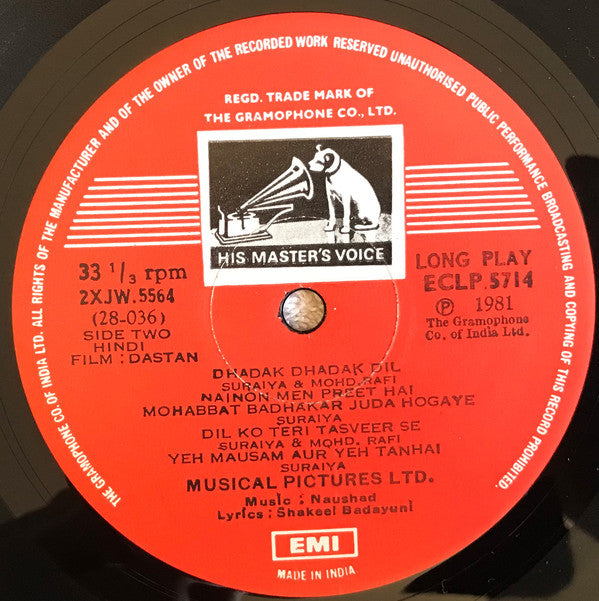 THE GRAMOPHONE CO. OF INDIA LTD. ALL RIGHTS OF THE MANUFACTURER AND OF THE OWNER OF THE RECORDED WORK RESERVED UNAUTHORISED PUBLIC PERFORMANCE BROADCASTING AND COPYING OF THIS RECORD PROHIBITED.
REGD. TRADE MARK OF
THE GRAMOPHONE CO., LTD.
HIS MASTER'S VOICE
33 1/3 rpm
2XJW.5564
(28-036)
SIDE TWO
HINDI
FILM : DASTAN
LONG PLAY
ECLP.5714
℗ 1981
The Gramophone
Co. of India Ltd.
DHADAK DHADAK DIL
SURAIYA & MOHD. RAFI
NAINON MEN PREET HAI
MOHABBAT BADHAKAR JUDA HOGAYE
SURAIYA
DIL KO TERI TASVEER SE
SURAIYA & MOHD. RAFI
YEH MAUSAM AUR YEH TANHAI
SURAIYA
MUSICAL PICTURES LTD.
Music : Naushad
Lyrics : Shakeel Badayuni
EMI
MADE IN INDIA